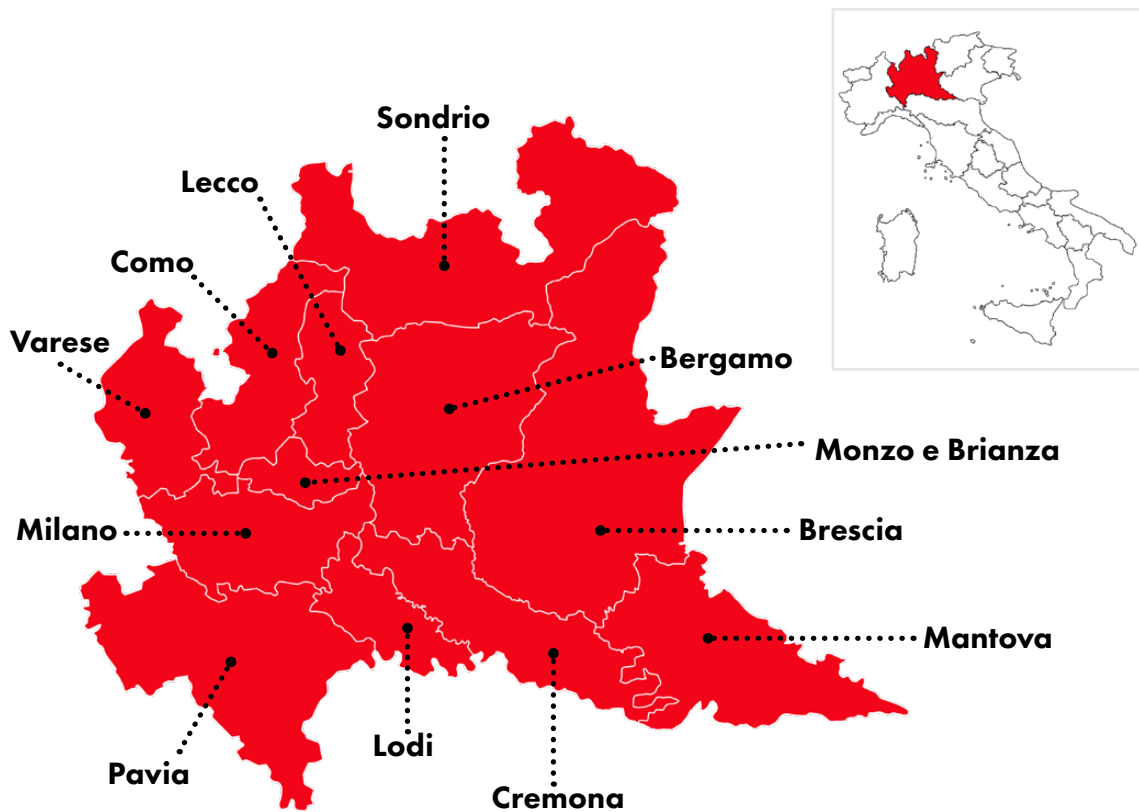 Sondrio
Lecco
Como
Varese
Bergamo
Monzo e Brianza
Milano
Brescia
Mantova
Lodi
Pavia
Cremona